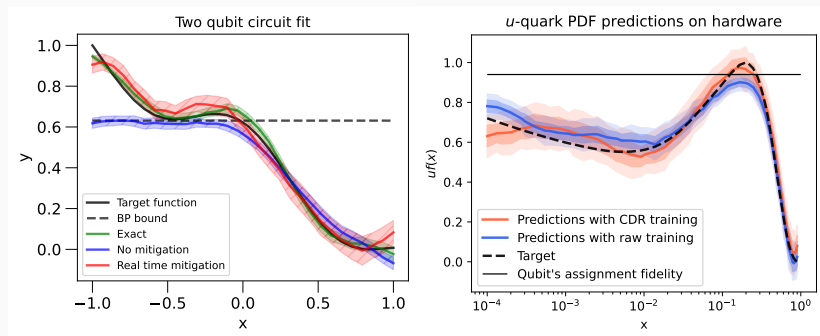 Two qubit circuit fit
y
1.0
0.8
0.6
0.4
0.2
0.0
Target function
BP bound
Exact
No mitigation
Real time mitigation
−1.0 −0.5 0.0 0.5 1.0
x
u-quark PDF predictions on hardware
uf(x)
1.0
0.8
0.6
0.4
0.2
0.0
Predictions with CDR training
Predictions with raw training
Target
Qubit's assignment fidelity
10⁻⁴ 10⁻³ 10⁻² 10⁻¹ 10⁰
x